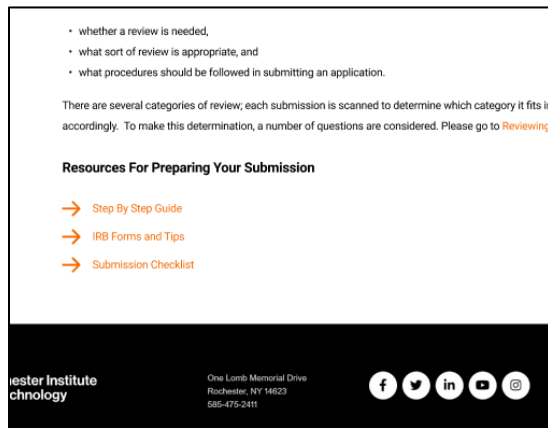 whether a review is needed,
what sort of review is appropriate, and
what procedures should be followed in submitting an application.
There are several categories of review; each submission is scanned to determine which category it fits
accordingly. To make this determination, a number of questions are considered. Please go to Reviewing
Resources For Preparing Your Submission
Step By Step Guide
IRB Forms and Tips
Submission Checklist
ester Institute
chnology
One Lomb Memorial Drive
Rochester, NY 14623
585-475-2411